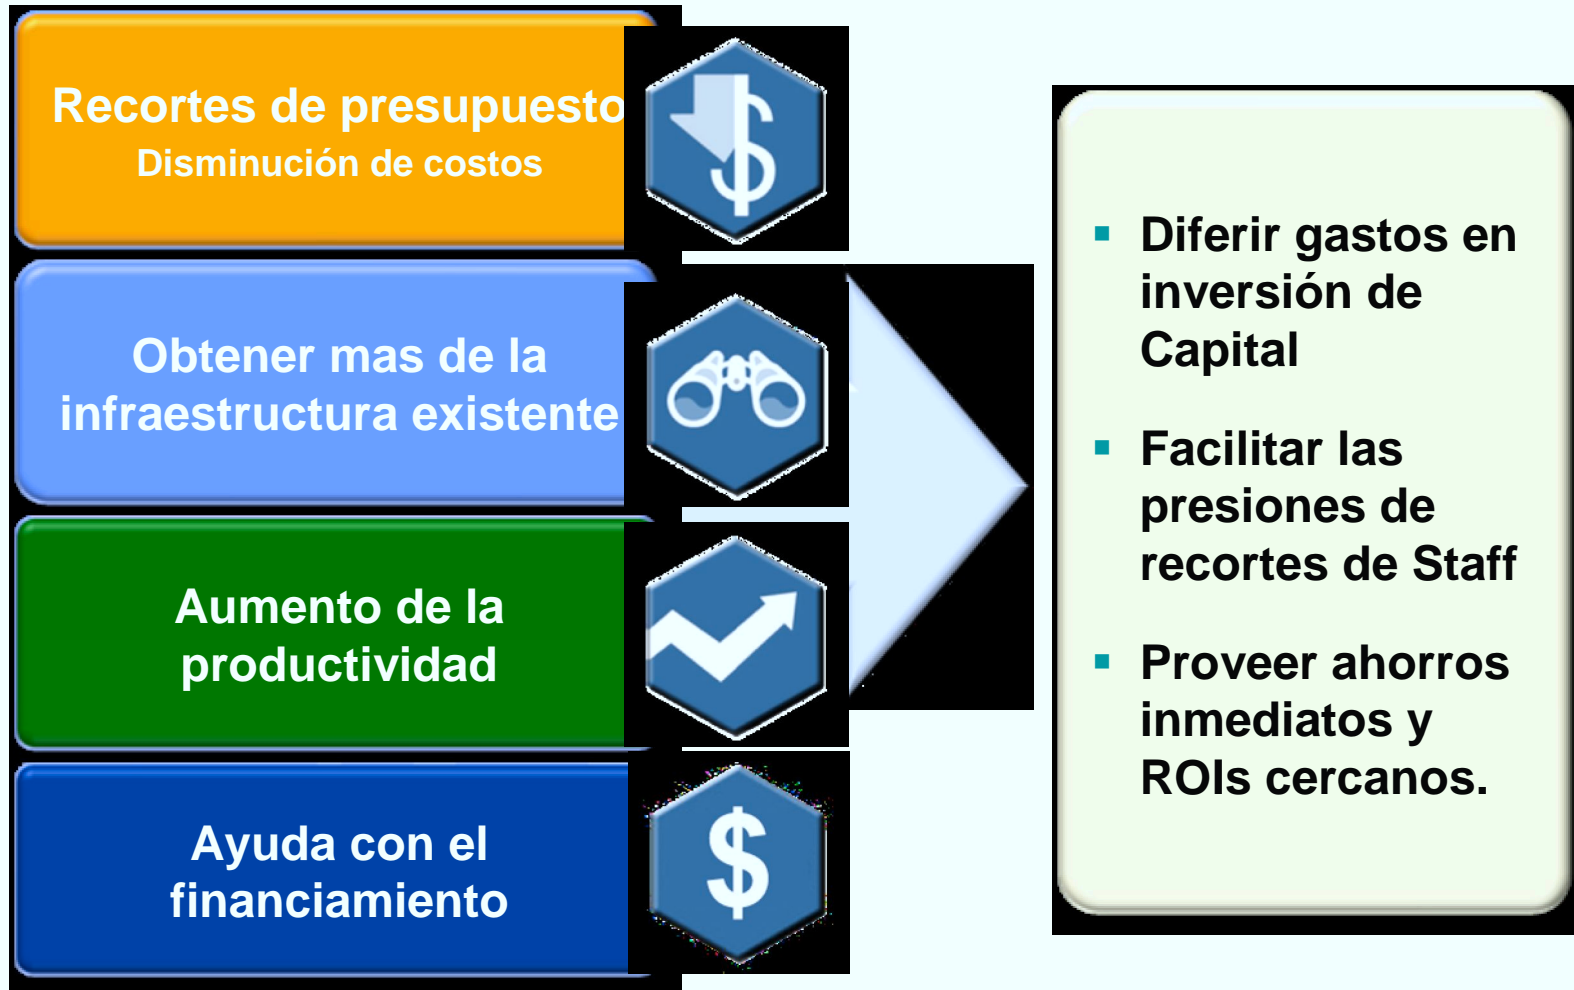 Recortes de presupuesto
Disminución de costos
Obtener mas de la
infraestructura existente
Aumento de la
productividad
Ayuda con el
financiamiento
$
$
▪ Diferir gastos en
inversión de
Capital
▪ Facilitar las
presiones de
recortes de Staff
▪ Proveer ahorros
inmediatos y
ROIs cercanos.